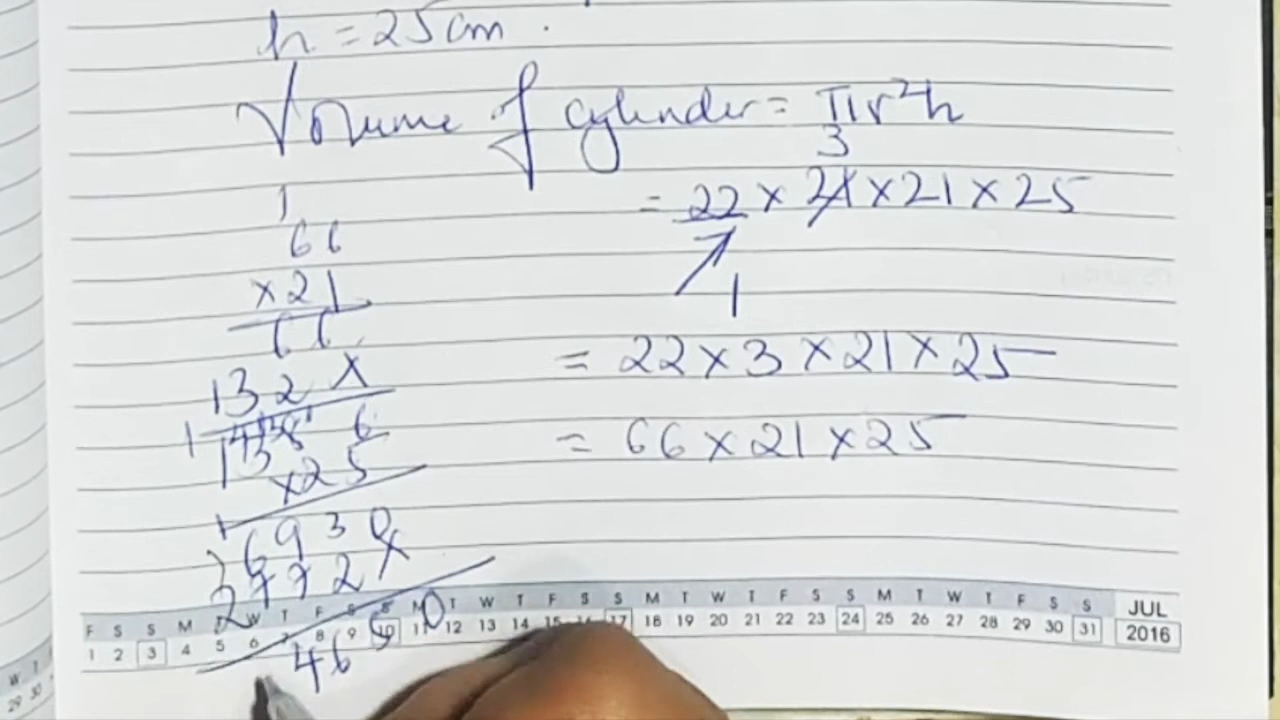 h = 25 cm.
Volume of cylinder = πr²h
3
= 22 × 21 × 21 × 25
1
= 22 × 3 × 21 × 25
= 66 × 21 × 25
1
66
×21
66
132×
1386
×25
6930
2772×
4650
F S S M T W T F S S M T W T F S S M T W T F S S M T W T F S S JUL
1 2 3 4 5 6 7 8 9 10 11 12 13 14 15 16 17 18 19 20 21 22 23 24 25 26 27 28 29 30 31 2016
W T
29 30